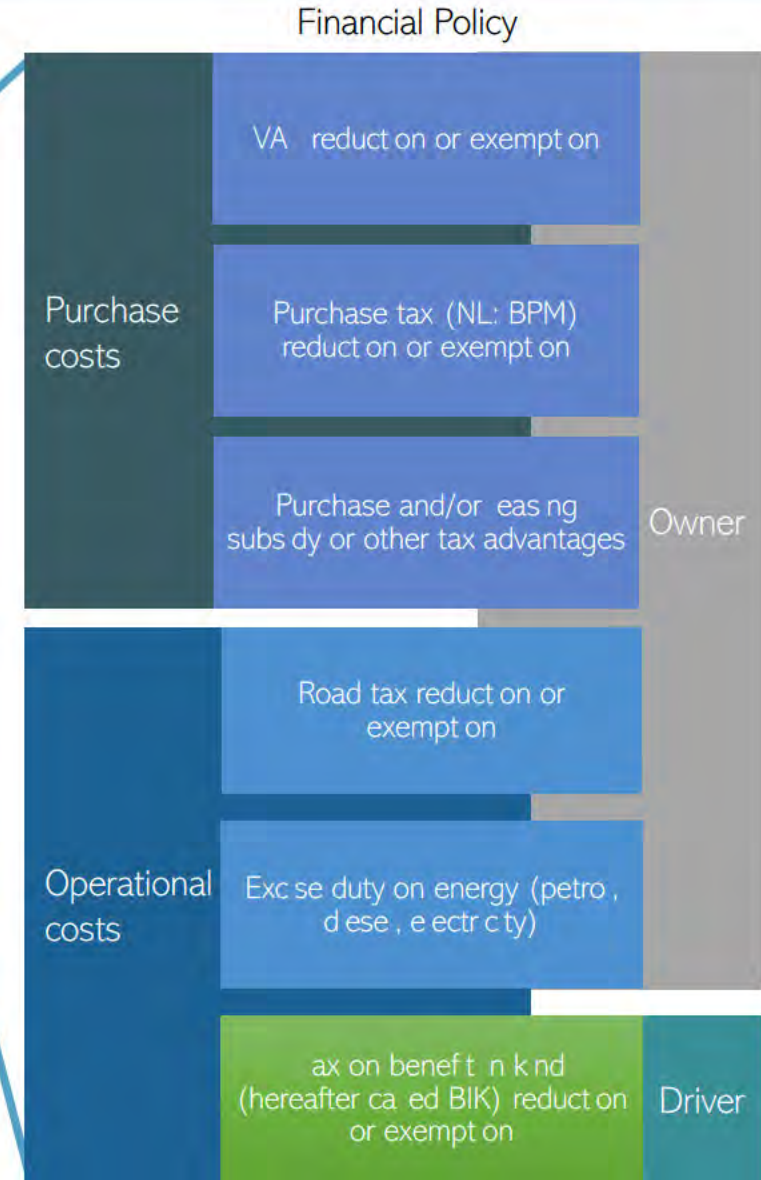 Financial Policy
Purchase
costs
VA reduct on or exempt on
Purchase tax (NL: BPM)
reduct on or exempt on
Purchase and/or eas ng
subs dy or other tax advantages
Owner
Operational
costs
Road tax reduct on or
exempt on
Exc se duty on energy (petro ,
d ese , e ectr c ty)
ax on benef t n k nd
(hereafter ca ed BIK) reduct on
or exempt on
Driver